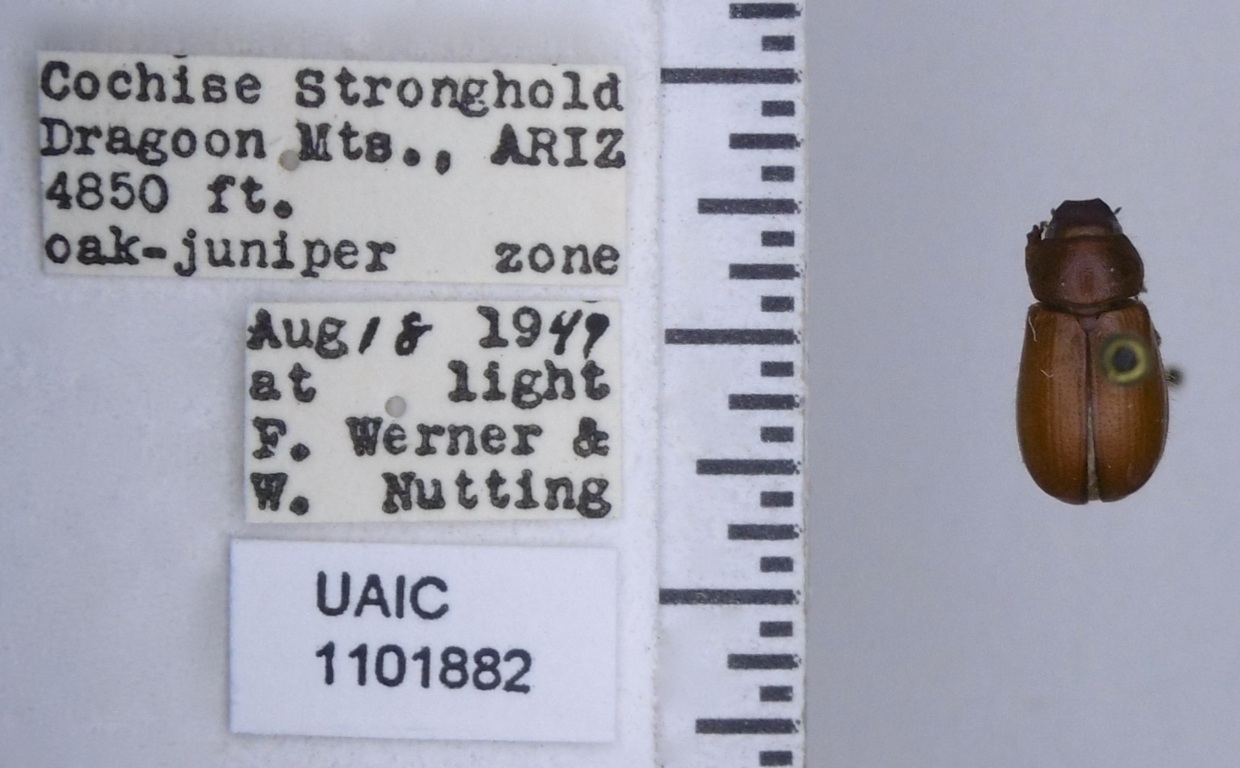 Cochise Stronghold
Dragoon Mts., ARIZ
4850 ft.
oak-juniper zone
Aug 18 1949
at light
F. Werner &
W. Nutting
UAIC
1101882